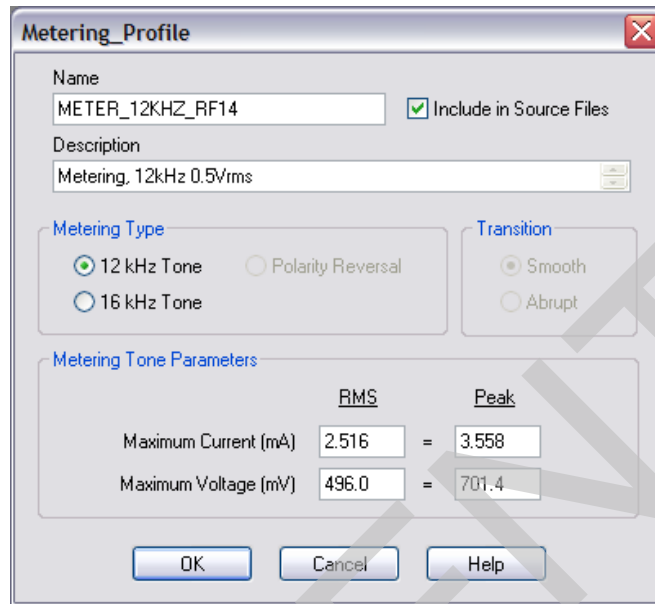 Metering_Profile
Name
METER_12KHZ_RF14
Include in Source Files
Description
Metering, 12kHz 0.5Vrms
Metering Type
12 kHz Tone
Polarity Reversal
16 kHz Tone
Transition
Smooth
Abrupt
Metering Tone Parameters
RMS Peak
Maximum Current (mA) 2.516 = 3.558
Maximum Voltage (mV) 496.0 = 701.4
OK Cancel Help